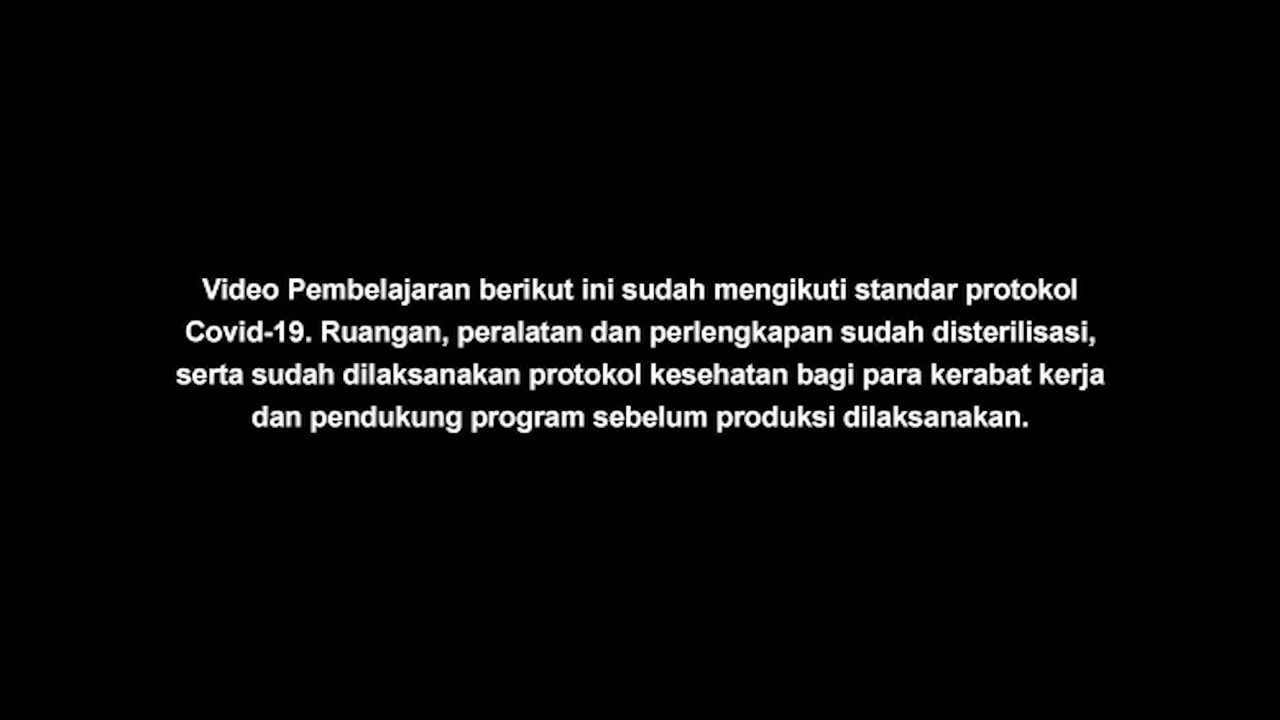 Video Pembelajaran berikut ini sudah mengikuti standar protokol
Covid-19. Ruangan, peralatan dan perlengkapan sudah disterilisasi,
serta sudah dilaksanakan protokol kesehatan bagi para kerabat kerja
dan pendukung program sebelum produksi dilaksanakan.